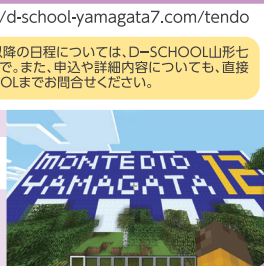 /d-school-yamagata7.com/tendo
以降の日程については、D-SCHOOL山形七
で。また、申込や詳細内容についても、直接
OOLまでお問合せください。
MONTEDIO 12
YAMAGATA